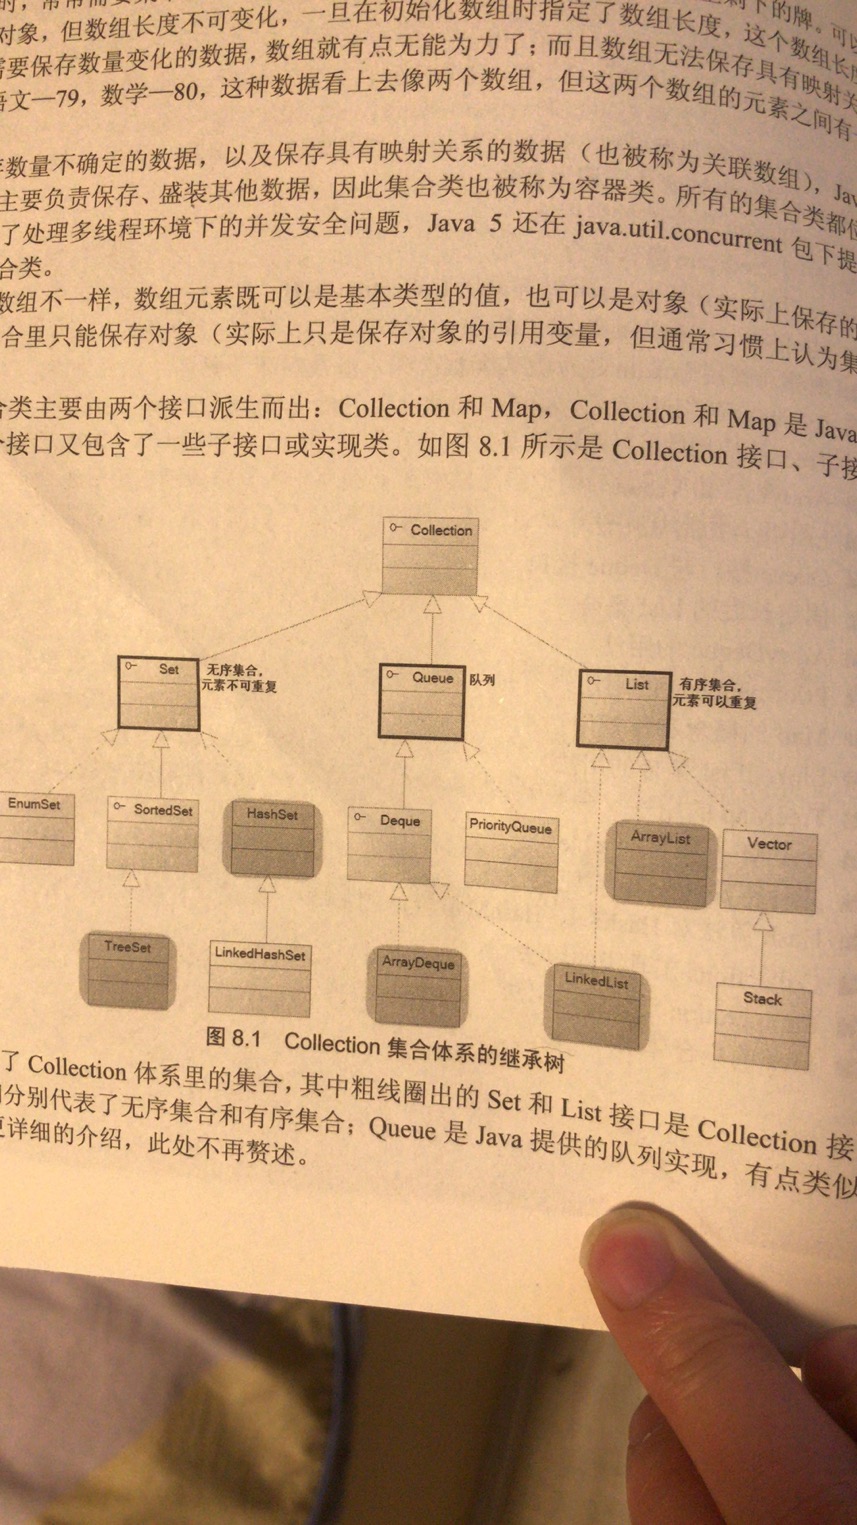 对象，但数组长度不可变化，一旦在初始化数组时指定了数组长度，这个数组长
需要保存数量变化的数据，数组就有点无能为力了；而且数组无法保存具有映射关
语文—79，数学—80，这种数据看上去像两个数组，但这两个数组的元素之间有
数量不确定的数据，以及保存具有映射关系的数据（也被称为关联数组），Jav
主要负责保存、盛装其他数据，因此集合类也被称为容器类。所有的集合类都
了处理多线程环境下的并发安全问题，Java 5 还在 java.util.concurrent 包下提
合类。
数组不一样，数组元素既可以是基本类型的值，也可以是对象（实际上保存的
合里只能保存对象（实际上只是保存对象的引用变量，但通常习惯上认为集
合类主要由两个接口派生而出：Collection 和 Map，Collection 和 Map 是 Java
接口又包含了一些子接口或实现类。如图 8.1 所示是 Collection 接口、子接
Collection
Set
无序集合，
元素不可重复
Queue
队列
List
有序集合，
元素可以重复
EnumSet
SortedSet
HashSet
Deque
PriorityQueue
ArrayList
Vector
TreeSet
LinkedHashSet
ArrayDeque
LinkedList
Stack
图 8.1 Collection 集合体系的继承树
了 Collection 体系里的集合，其中粗线圈出的 Set 和 List 接口是 Collection 接
分别代表了无序集合和有序集合；Queue 是 Java 提供的队列实现，有点类似
更详细的介绍，此处不再赘述。